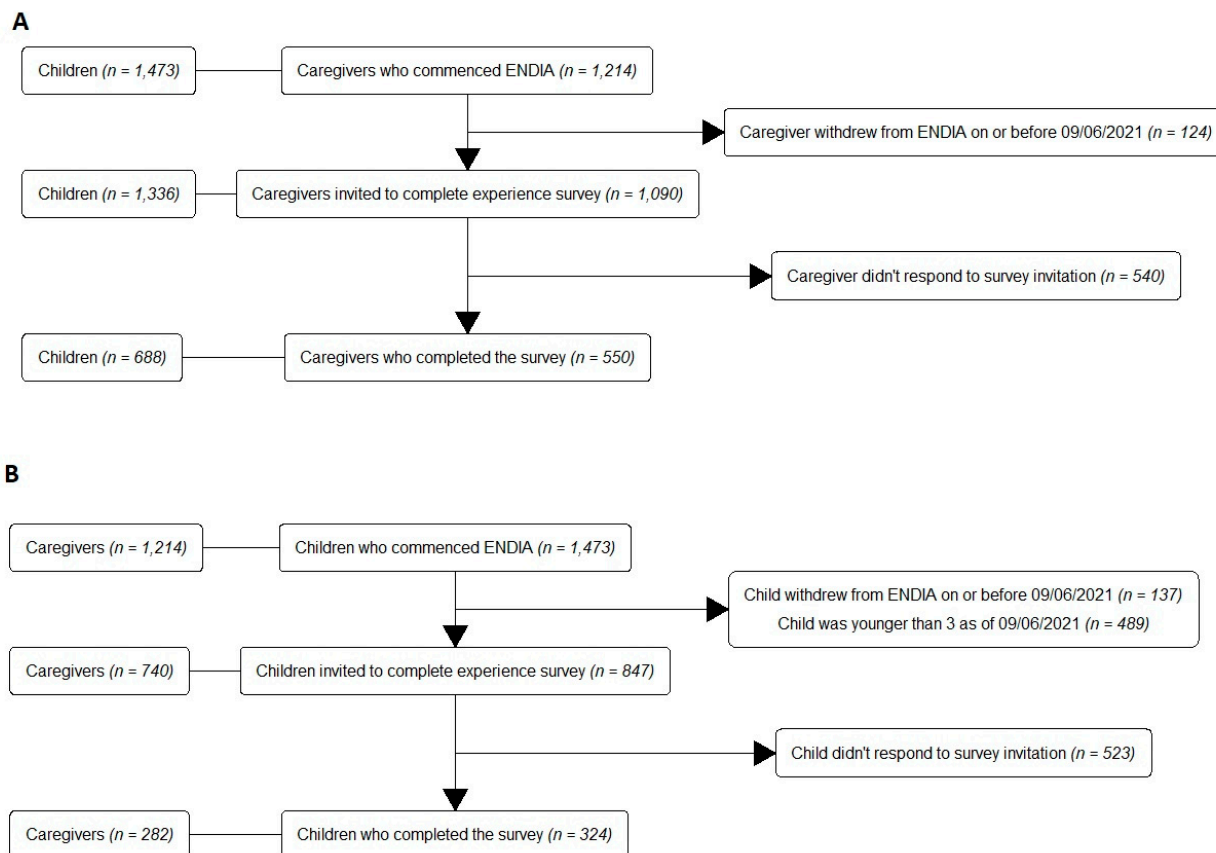 A
Children (n = 1,473)
Caregivers who commenced ENDIA (n = 1,214)
Caregiver withdrew from ENDIA on or before 09/06/2021 (n = 124)
Children (n = 1,336)
Caregivers invited to complete experience survey (n = 1,090)
Caregiver didn't respond to survey invitation (n = 540)
Children (n = 688)
Caregivers who completed the survey (n = 550)
B
Caregivers (n = 1,214)
Children who commenced ENDIA (n = 1,473)
Child withdrew from ENDIA on or before 09/06/2021 (n = 137)
Child was younger than 3 as of 09/06/2021 (n = 489)
Caregivers (n = 740)
Children invited to complete experience survey (n = 847)
Child didn't respond to survey invitation (n = 523)
Caregivers (n = 282)
Children who completed the survey (n = 324)